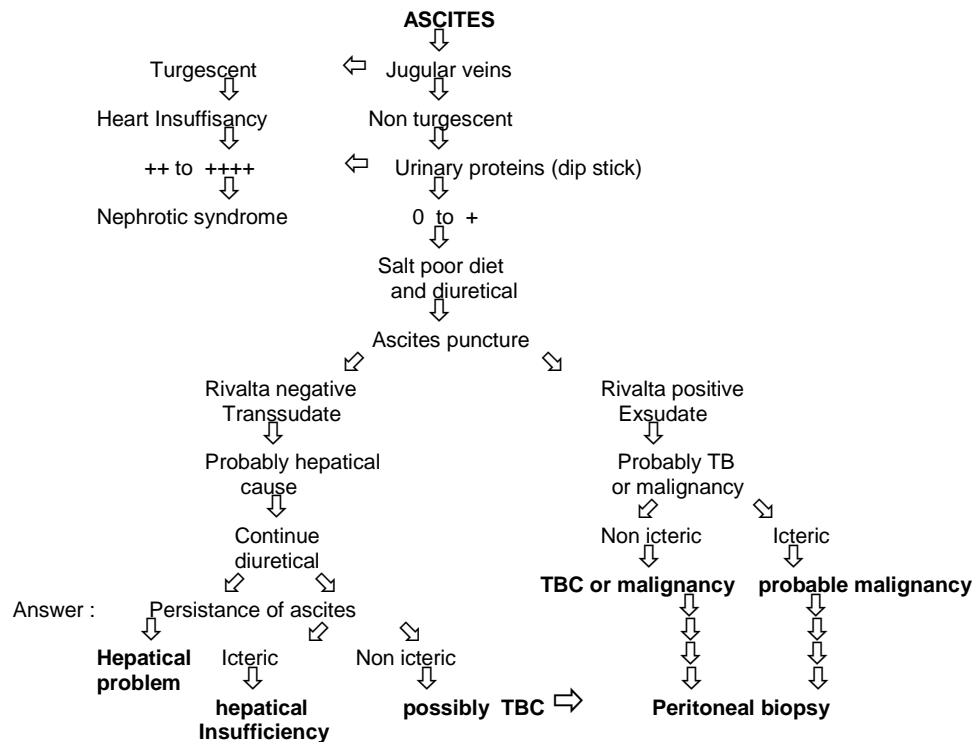 ASCITES
Turgescent Jugular veins
Heart Insuffisancy Non turgescent
++ to ++++ Urinary proteins (dip stick)
Nephrotic syndrome 0 to +
Salt poor diet
and diuretical
Ascites puncture
Rivalta negative Rivalta positive
Transsudate Exsudate
Probably hepatical Probably TB
cause or malignancy
Continue Non icteric Icteric
diuretical
TBC or malignancy probable malignancy
Answer : Persistance of ascites
Hepatical Icteric Non icteric
problem
hepatical possibly TBC Peritoneal biopsy
Insufficiency